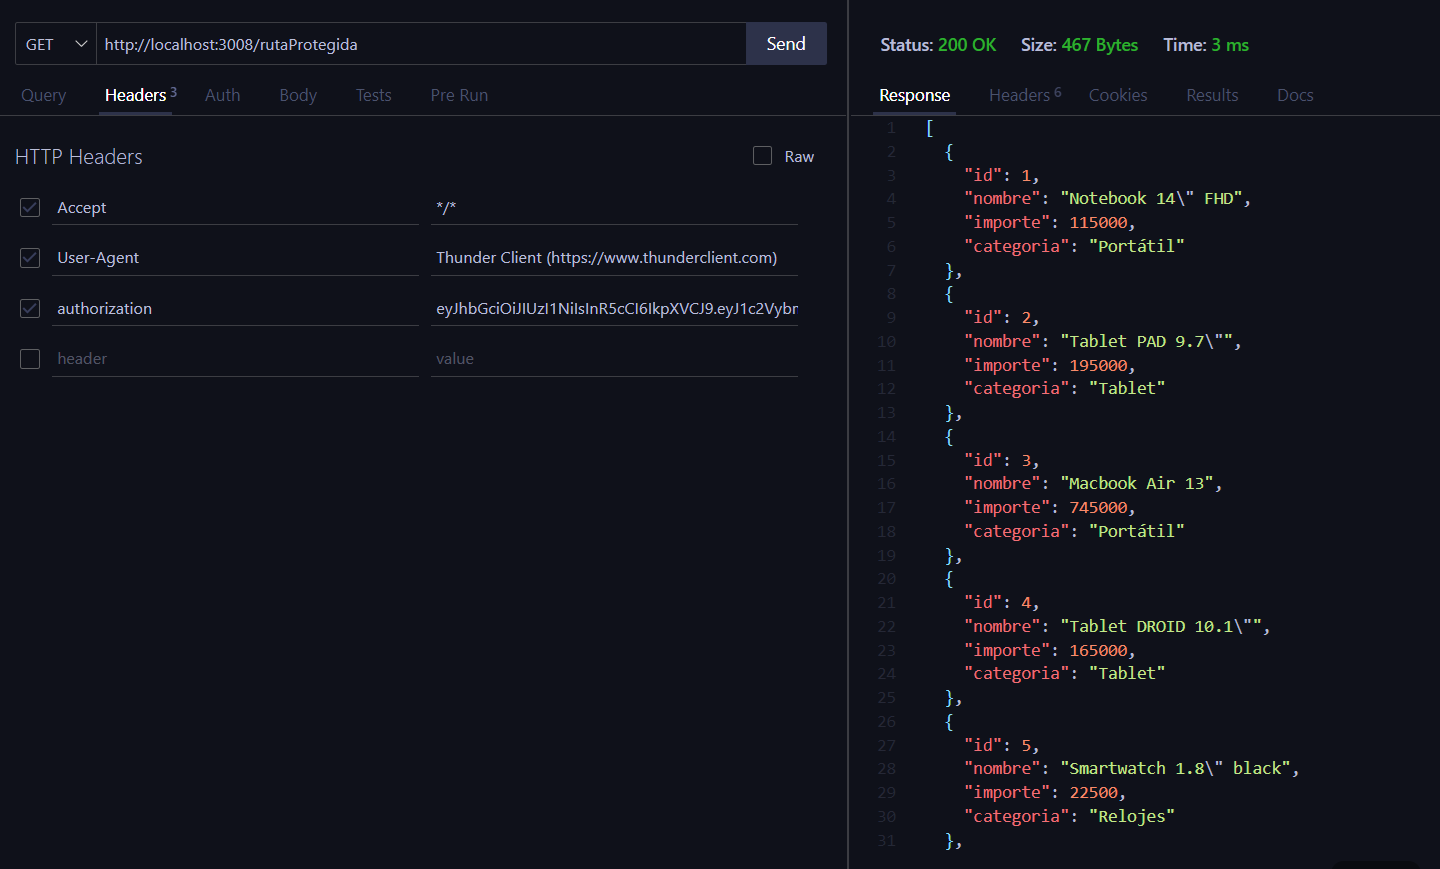 GET http://localhost:3008/rutaProtegida Send
Query Headers 3 Auth Body Tests Pre Run
HTTP Headers Raw
Accept */*
User-Agent Thunder Client (https://www.thunderclient.com)
authorization eyJhbGciOiJIUzI1NiIsInR5cCI6IkpXVCJ9.eyJ1c2Vybm
header value
Status: 200 OK Size: 467 Bytes Time: 3 ms
Response Headers 6 Cookies Results Docs
1 [
2 {
3 "id": 1,
4 "nombre": "Notebook 14\" FHD",
5 "importe": 115000,
6 "categoria": "Portátil"
7 },
8 {
9 "id": 2,
10 "nombre": "Tablet PAD 9.7\"",
11 "importe": 195000,
12 "categoria": "Tablet"
13 },
14 {
15 "id": 3,
16 "nombre": "Macbook Air 13",
17 "importe": 745000,
18 "categoria": "Portátil"
19 },
20 {
21 "id": 4,
22 "nombre": "Tablet DROID 10.1\"",
23 "importe": 165000,
24 "categoria": "Tablet"
25 },
26 {
27 "id": 5,
28 "nombre": "Smartwatch 1.8\" black",
29 "importe": 22500,
30 "categoria": "Relojes"
31 },